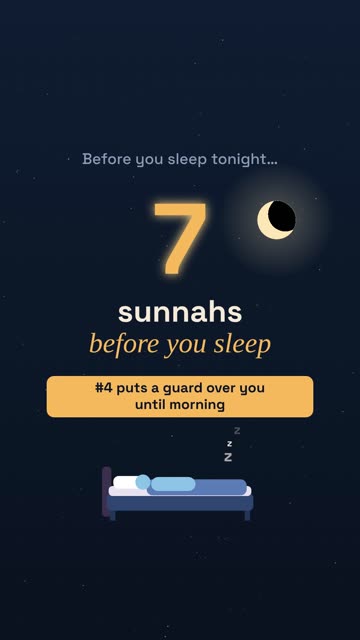 Before you sleep tonight...
7
sunnahs
before you sleep
#4 puts a guard over you
until morning
z
z
z